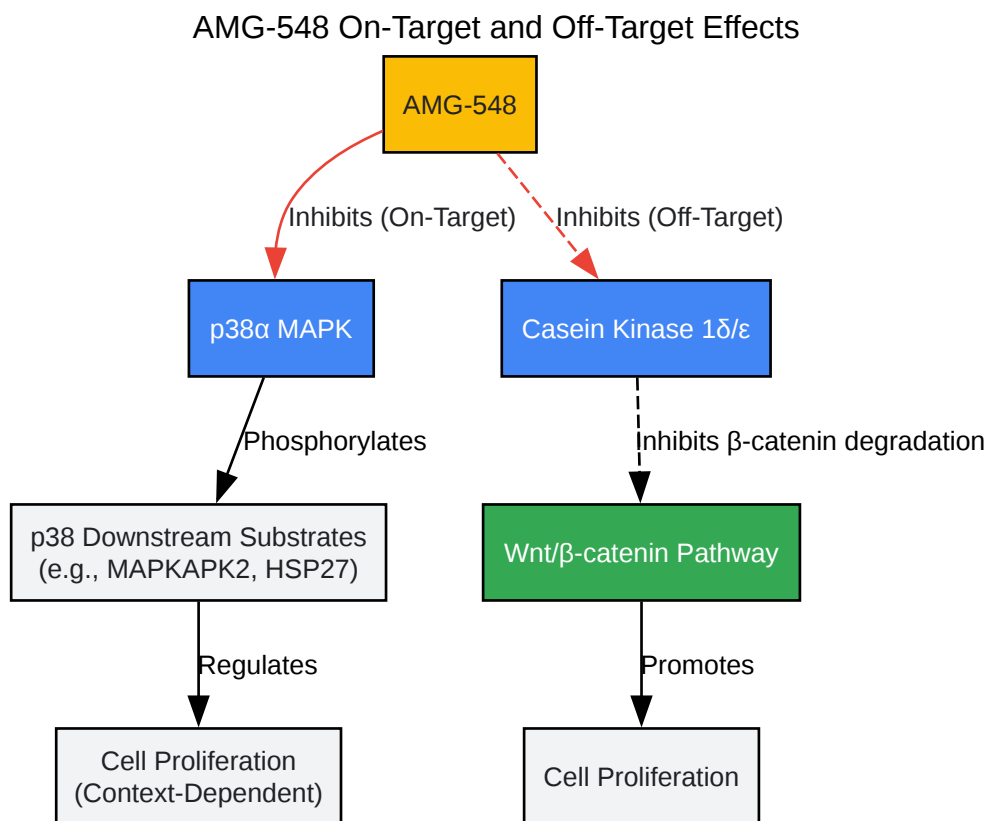 AMG-548 On-Target and Off-Target Effects
AMG-548
Inhibits (On-Target)
Inhibits (Off-Target)
p38α MAPK
Casein Kinase 1δ/ε
Phosphorylates
Inhibits β-catenin degradation
p38 Downstream Substrates
(e.g., MAPKAPK2, HSP27)
Wnt/β-catenin Pathway
Regulates
Promotes
Cell Proliferation
(Context-Dependent)
Cell Proliferation